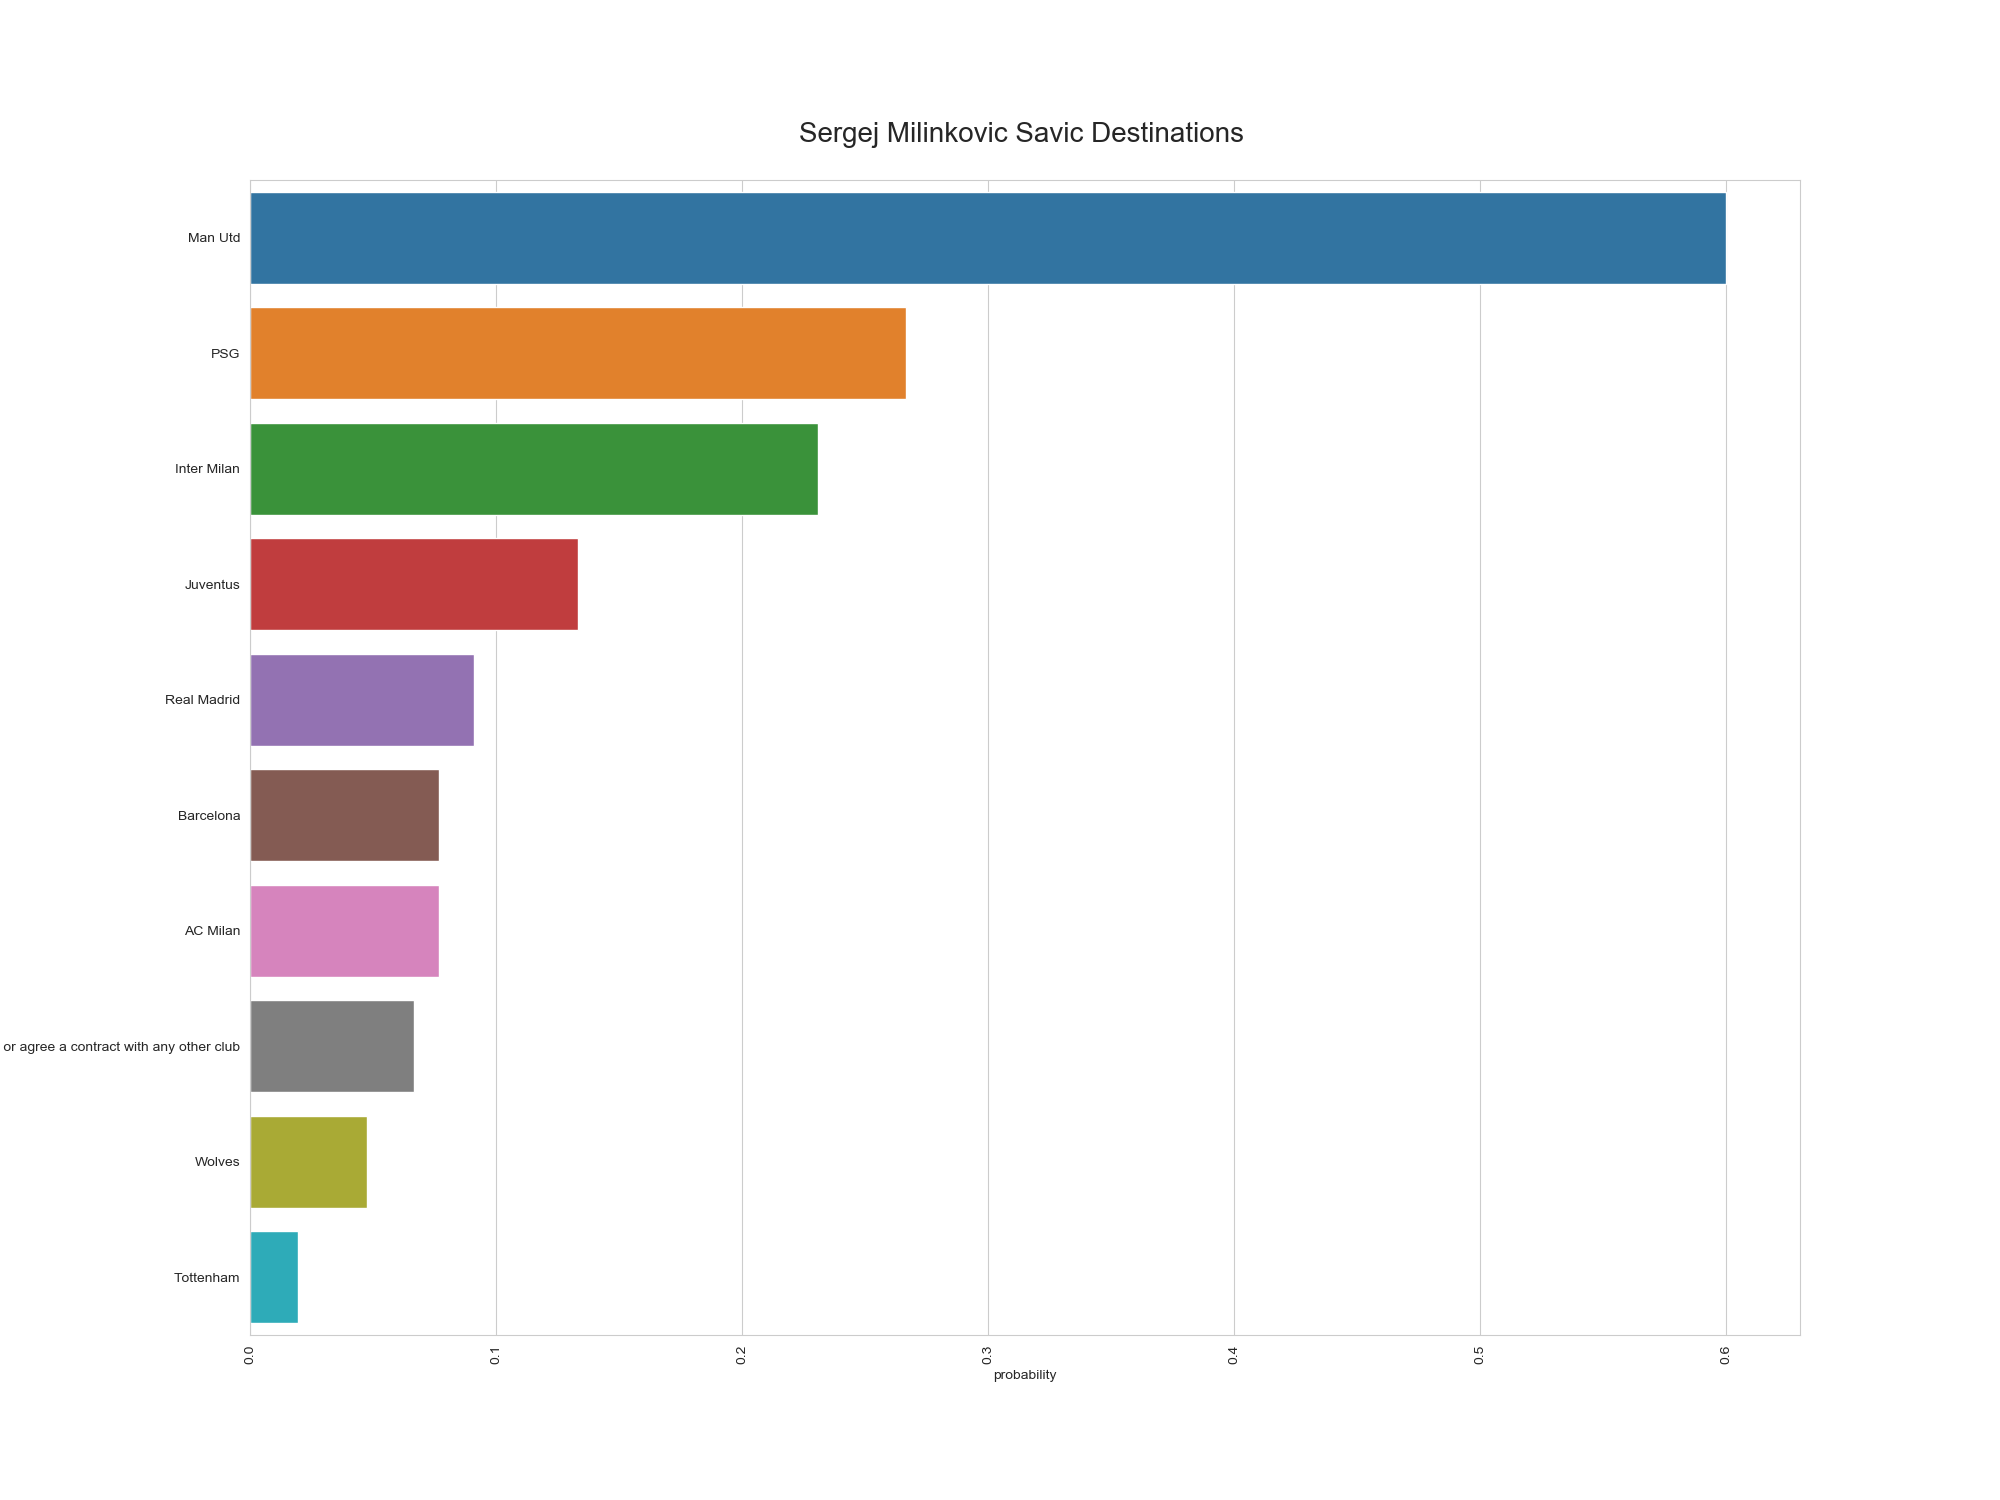 Sergej Milinkovic Savic Destinations
Man Utd
PSG
Inter Milan
Juventus
Real Madrid
Barcelona
AC Milan
or agree a contract with any other club
Wolves
Tottenham
0.0 0.1 0.2 0.3 0.4 0.5 0.6
probability